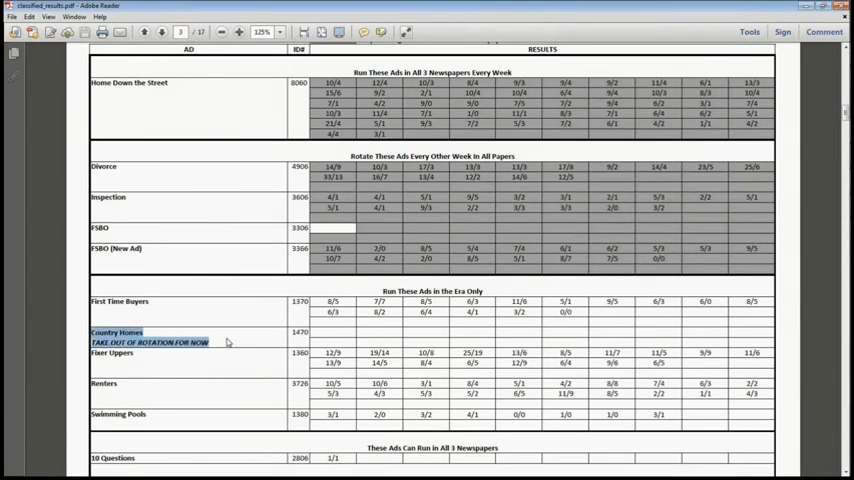 classified_results.pdf - Adobe Reader
File Edit View Window Help
3 / 17 125% Tools Sign Comment
AD ID# RESULTS
Run These Ads in All 3 Newspapers Every Week
Home Down the Street 8060 10/4 12/4 10/3 8/4 9/3 9/4 9/2 11/4 6/1 13/3
15/6 9/2 2/1 10/4 10/4 6/4 9/4 10/3 8/3 10/4
7/1 4/2 9/0 9/0 7/5 7/2 9/4 6/2 3/1 7/4
10/3 11/4 7/1 1/0 11/1 8/3 7/1 6/4 6/2 5/1
21/4 5/1 9/3 7/2 5/3 7/2 6/1 4/2 1/1 4/2
4/4 3/1
Rotate These Ads Every Other Week In All Papers
Divorce 4906 14/9 10/3 17/3 13/3 13/3 17/8 9/2 14/4 23/5 25/6
33/13 16/7 13/4 12/2 14/6 12/5
Inspection 3606 4/1 4/1 5/1 9/5 3/2 3/1 2/1 5/3 2/2 5/1
5/1 4/1 9/3 2/2 3/3 3/3 2/0 3/2
FSBO 3306
FSBO (New Ad) 3366 11/6 2/0 8/5 5/4 7/4 6/1 6/2 5/3 5/3 9/5
10/7 4/2 2/0 8/5 5/1 8/7 7/5 0/0
Run These Ads in the Era Only
First Time Buyers 1370 8/5 7/7 8/5 6/3 11/6 5/1 9/5 6/3 6/0 8/5
6/3 8/2 6/4 4/1 3/2 0/0
Country Homes 1470
TAKE OUT OF ROTATION FOR NOW
Fixer Uppers 1360 12/9 19/14 10/8 25/19 13/6 8/5 11/7 11/5 9/9 11/6
13/9 14/5 8/4 6/5 12/9 6/4 9/6 6/5
Renters 3726 10/5 10/6 3/1 8/4 5/1 4/2 8/8 7/4 6/3 2/2
5/3 4/3 5/3 5/2 6/5 11/9 8/5 2/2 1/1 4/3
Swimming Pools 1380 3/1 2/0 3/2 4/1 0/0 1/0 1/0 3/1
These Ads Can Run in All 3 Newspapers
10 Questions 2806 1/1